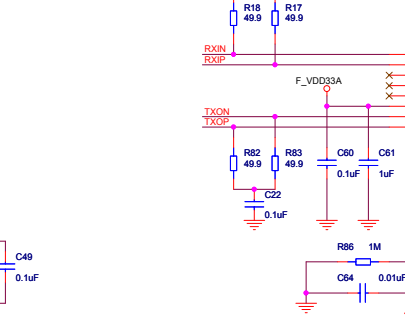 R18 R17
49.9 49.9
RXIN
RXIP
F_VDD33A
TXON
TXOP
R82 R83 C60 C61
49.9 49.9 0.1uF 1uF
C22
0.1uF
C49
0.1uF
R86 1M
C64 0.01uF